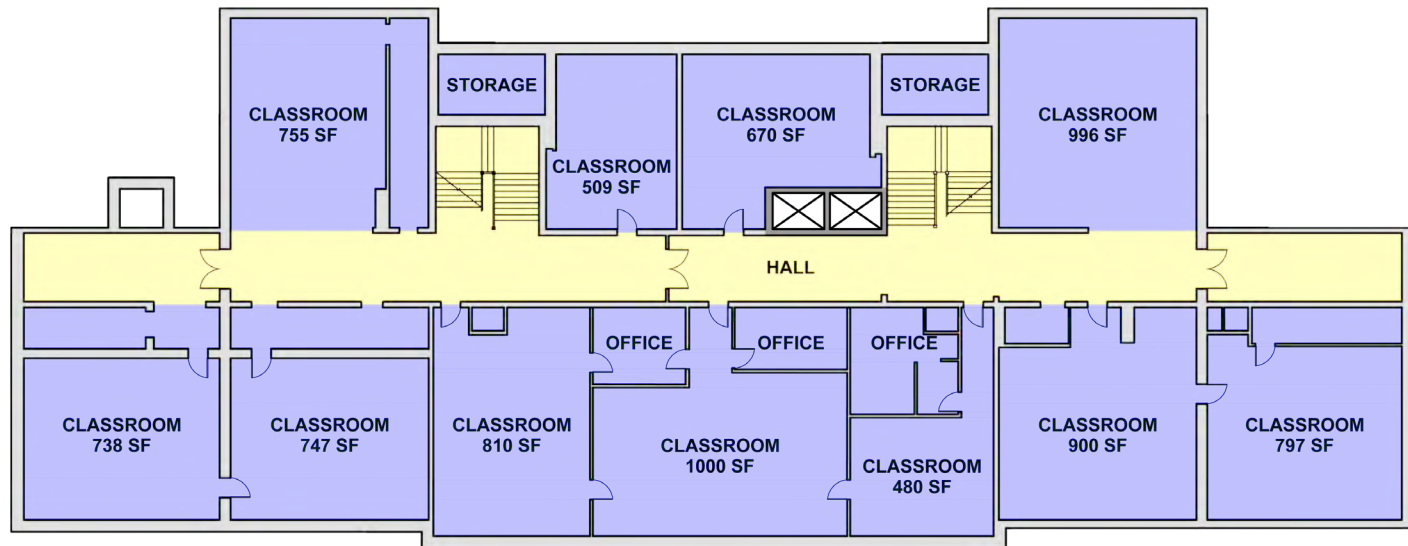 STORAGE
STORAGE
CLASSROOM
755 SF
CLASSROOM
670 SF
CLASSROOM
996 SF
CLASSROOM
509 SF
HALL
OFFICE
OFFICE
OFFICE
CLASSROOM
738 SF
CLASSROOM
747 SF
CLASSROOM
810 SF
CLASSROOM
1000 SF
CLASSROOM
480 SF
CLASSROOM
900 SF
CLASSROOM
797 SF